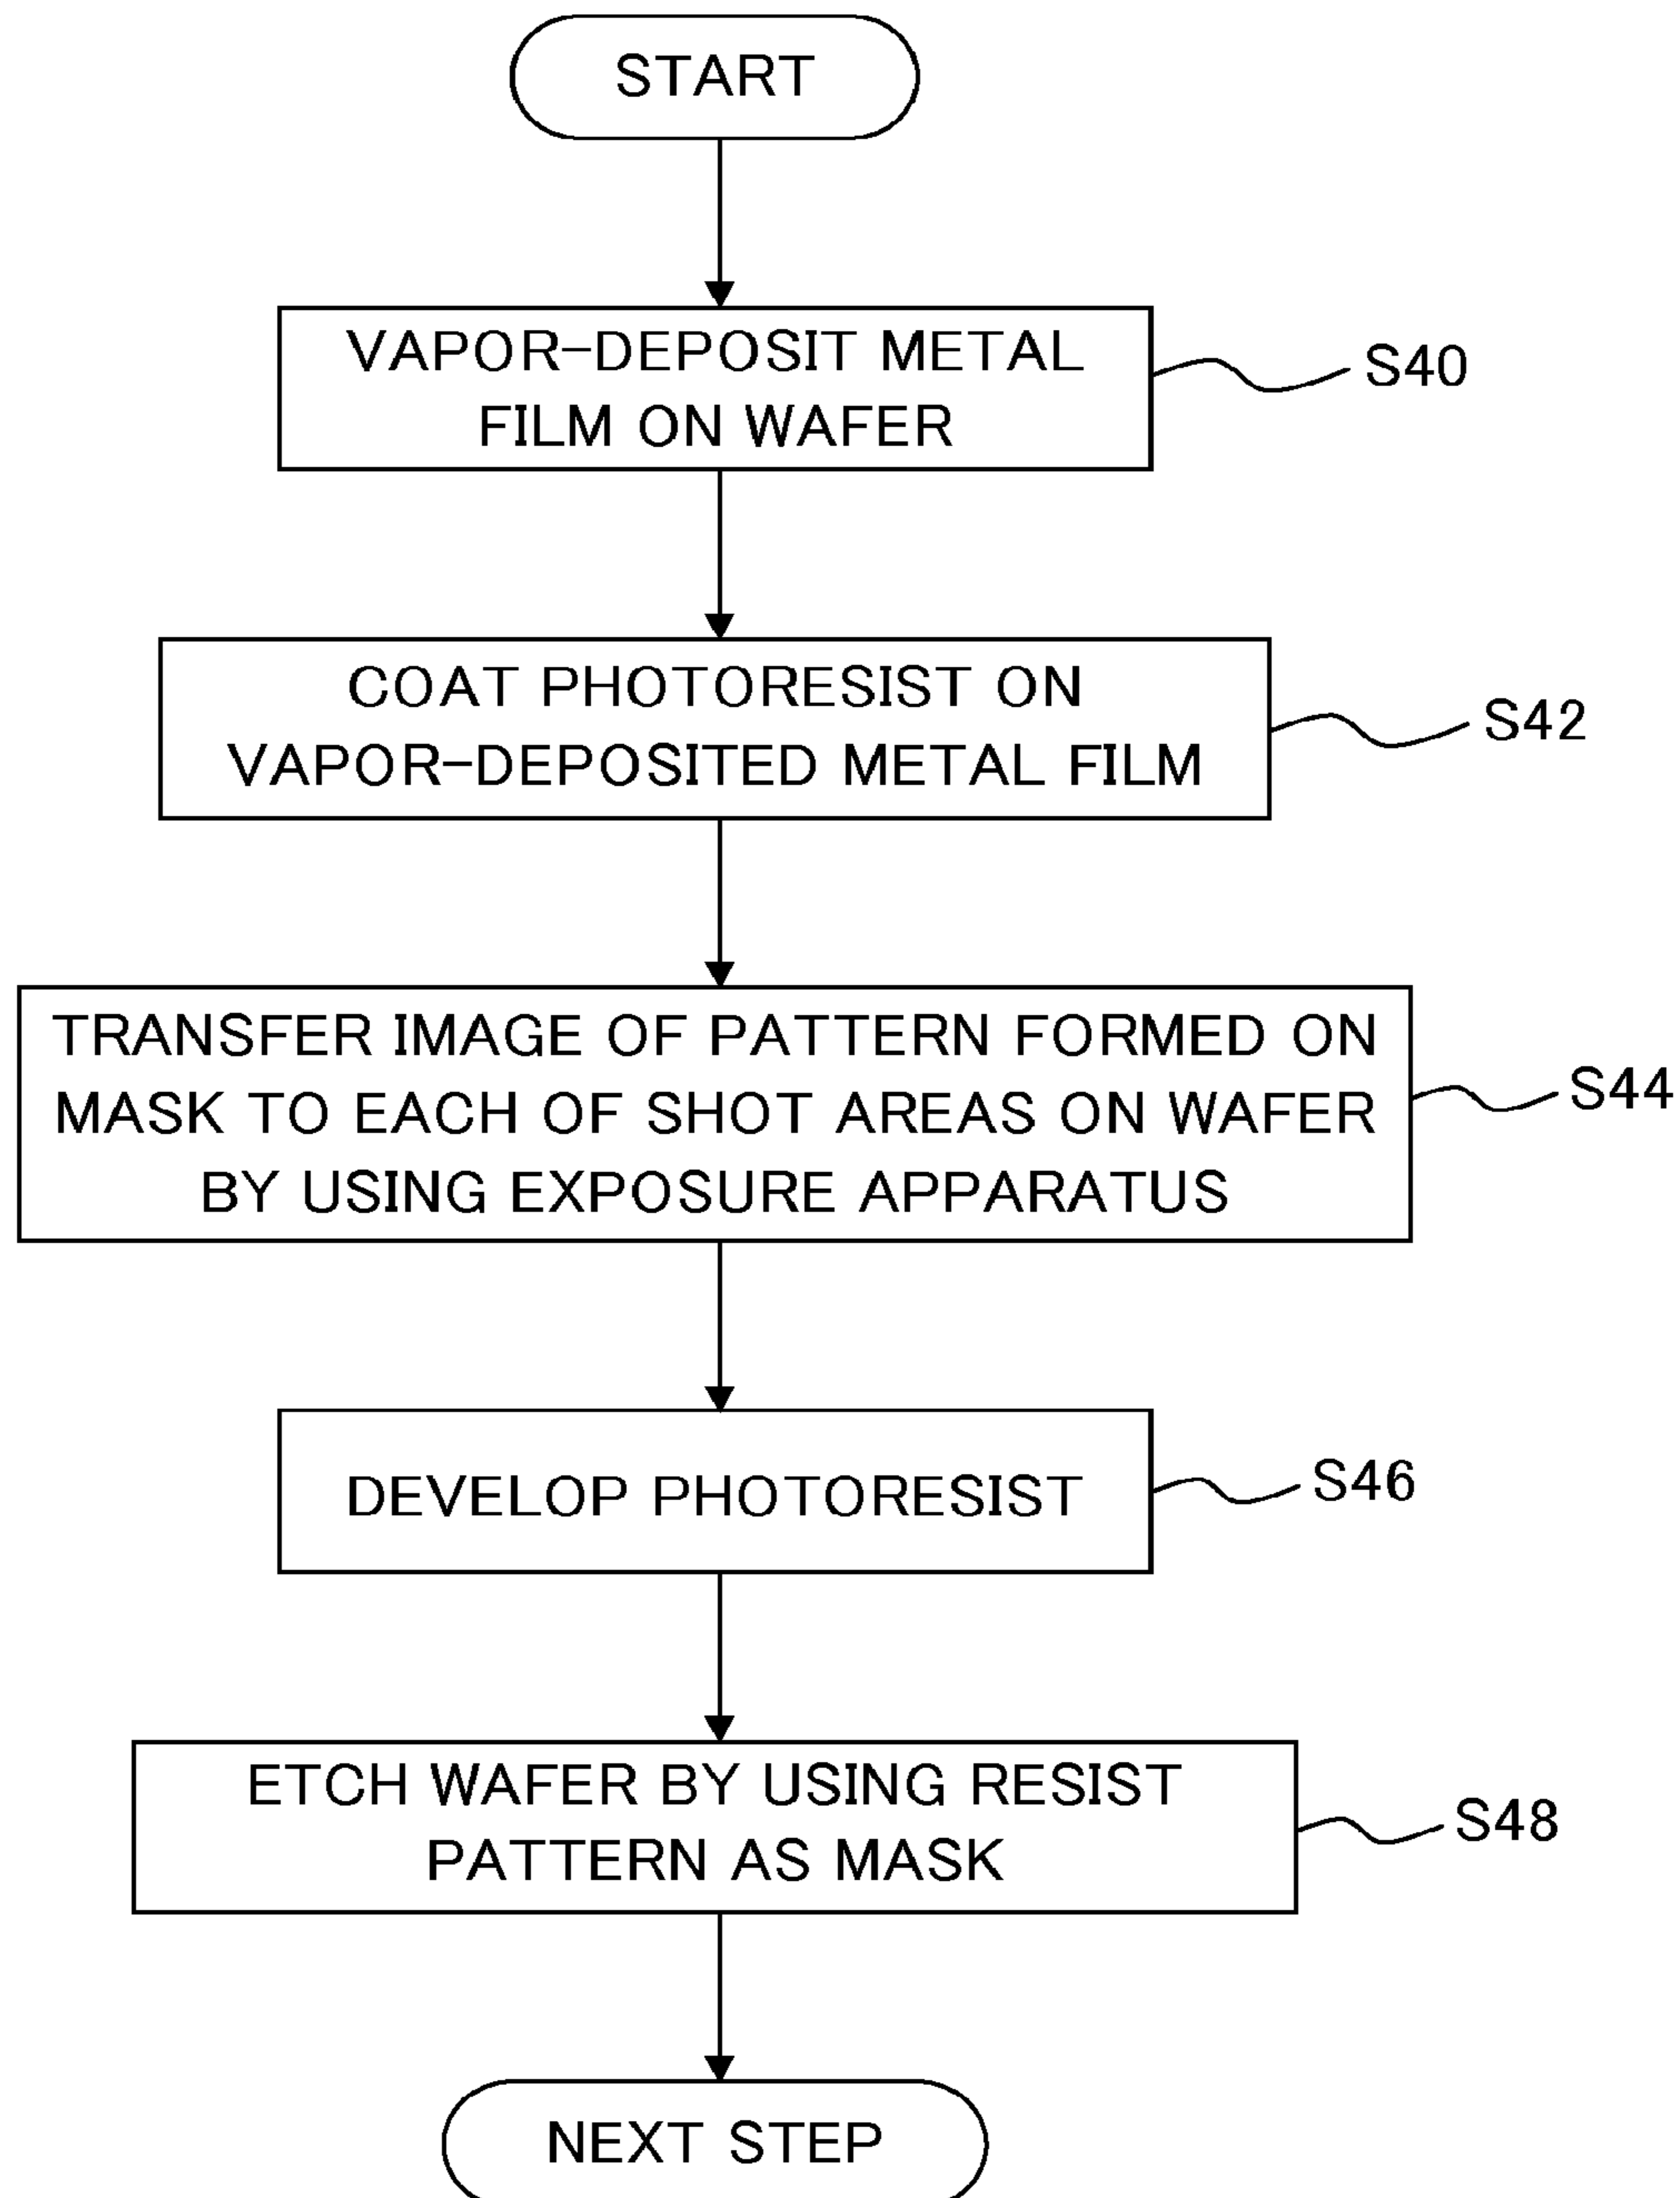 START
VAPOR-DEPOSIT METAL
FILM ON WAFER
S40
COAT PHOTORESIST ON
VAPOR-DEPOSITED METAL FILM
S42
TRANSFER IMAGE OF PATTERN FORMED ON
MASK TO EACH OF SHOT AREAS ON WAFER
BY USING EXPOSURE APPARATUS
S44
DEVELOP PHOTORESIST
S46
ETCH WAFER BY USING RESIST
PATTERN AS MASK
S48
NEXT STEP